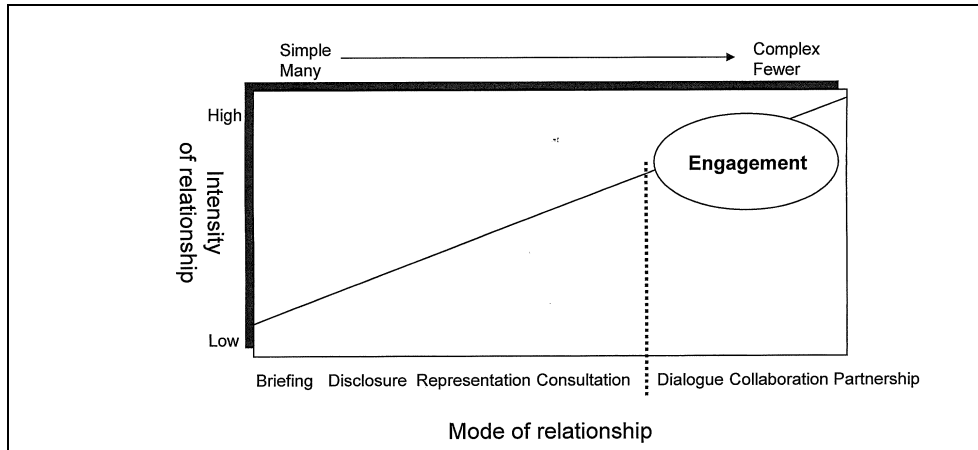 Simple
Many
Complex
Fewer
High
Engagement
Intensity
of relationship
Low
Briefing Disclosure Representation Consultation Dialogue Collaboration Partnership
Mode of relationship